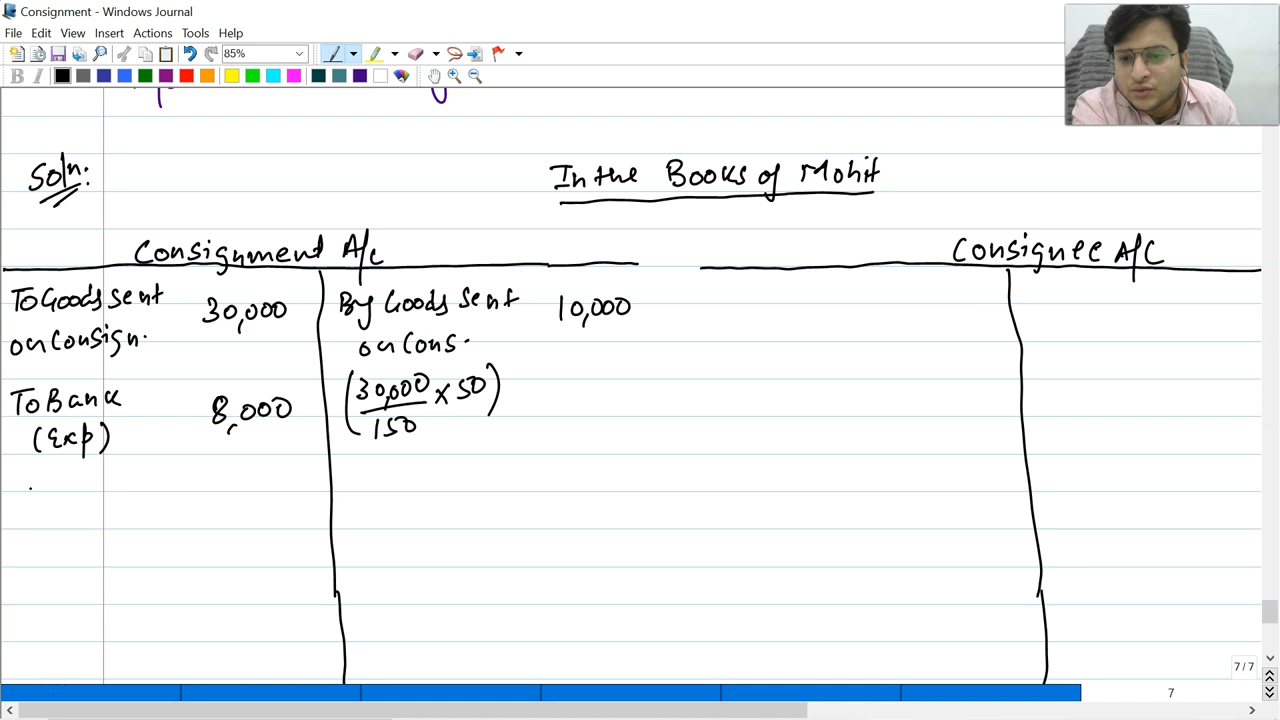 Consignment - Windows Journal
File Edit View Insert Actions Tools Help
85%
B I
Soln:
In the Books of Mohit
Consignment A/c
Consignee A/C
To Goods sent
on Consign.
30,000
By Goods sent
on Cons.
10,000
(30,000/150 × 50)
To Bank
(Exp)
8,000
7 / 7
7